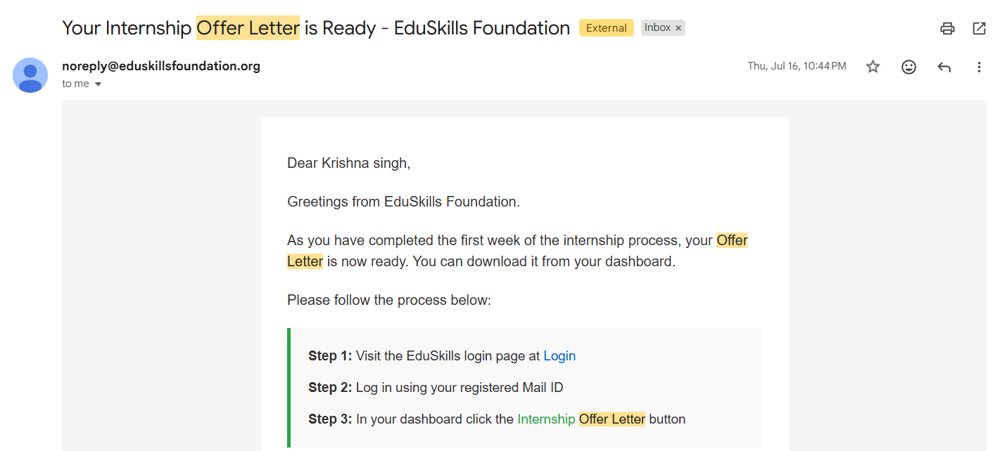 Your Internship Offer Letter is Ready - EduSkills Foundation External Inbox ×
noreply@eduskillsfoundation.org Thu, Jul 16, 10:44 PM
to me
Dear Krishna singh,
Greetings from EduSkills Foundation.
As you have completed the first week of the internship process, your Offer
Letter is now ready. You can download it from your dashboard.
Please follow the process below:
Step 1: Visit the EduSkills login page at Login
Step 2: Log in using your registered Mail ID
Step 3: In your dashboard click the Internship Offer Letter button